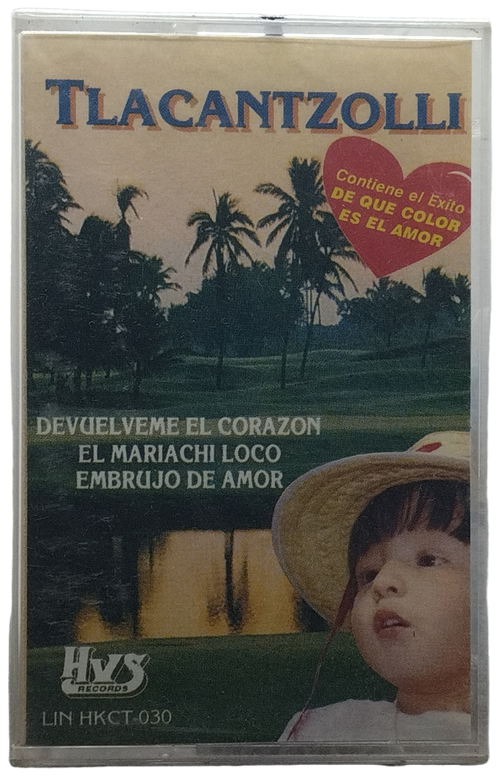 TLACANTZOLLI
Contiene el Exito
DE QUE COLOR
ES EL AMOR
DEVUELVEME EL CORAZON
EL MARIACHI LOCO
EMBRUJO DE AMOR
HVS
RECORDS
LIN HKCT-030